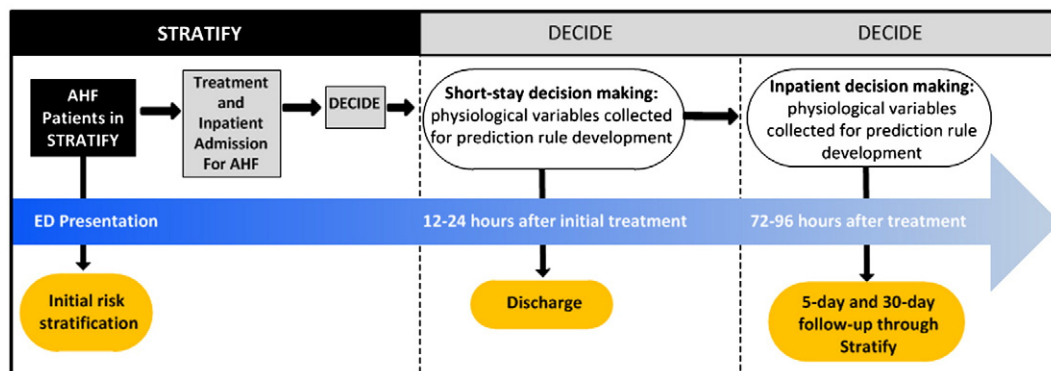 STRATIFY
DECIDE
DECIDE
AHF
Patients in
STRATIFY
Treatment
and
Inpatient
Admission
For AHF
DECIDE
Short-stay decision making:
physiological variables collected
for prediction rule development
Inpatient decision making:
physiological variables
collected for prediction rule
development
ED Presentation
12-24 hours after initial treatment
72-96 hours after treatment
Initial risk
stratification
Discharge
5-day and 30-day
follow-up through
Stratify